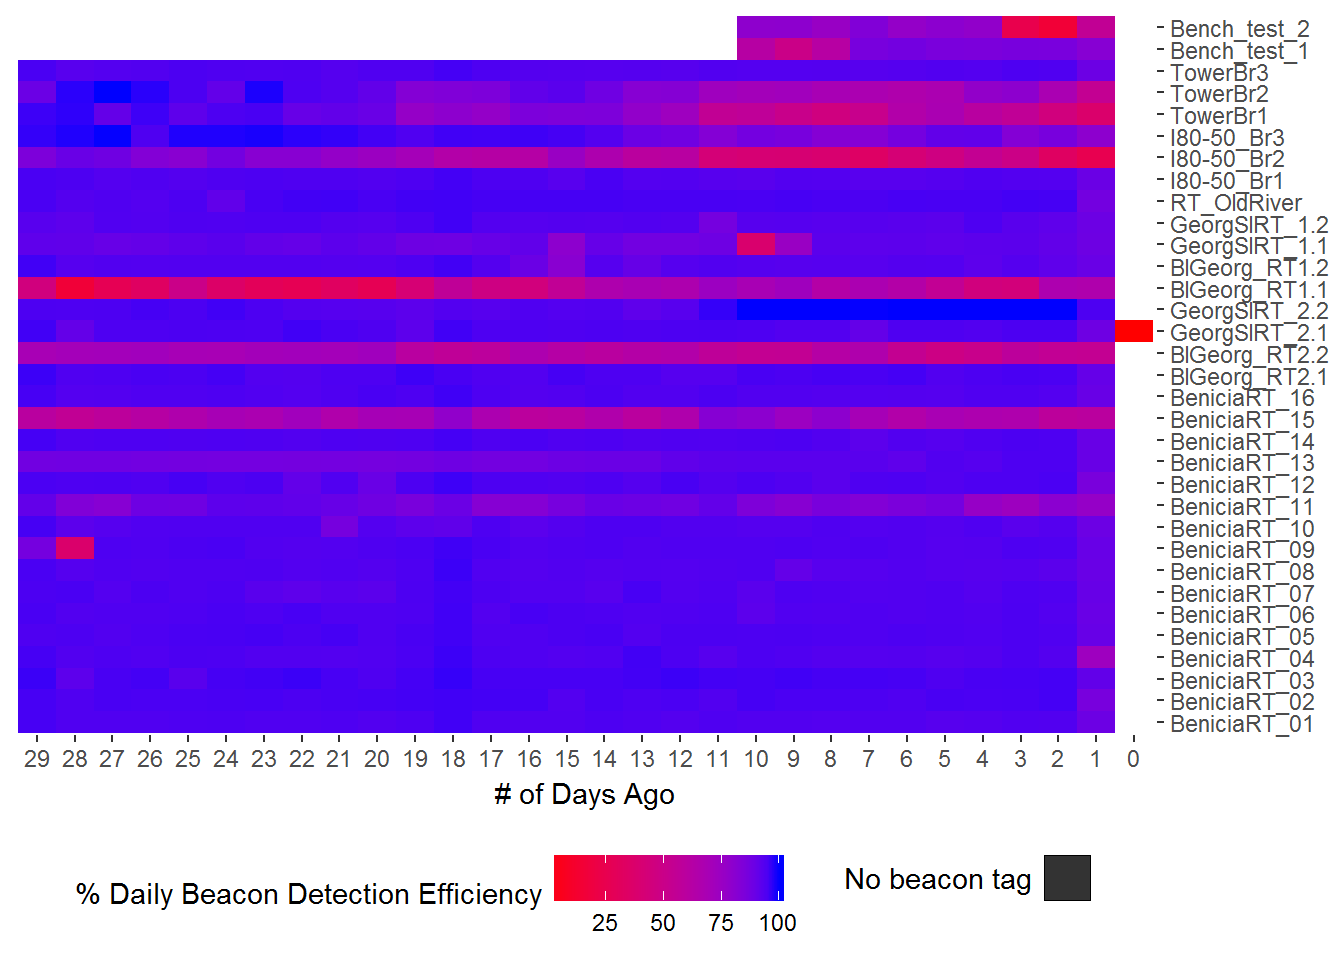 Bench_test_2
Bench_test_1
TowerBr3
TowerBr2
TowerBr1
I80-50_Br3
I80-50_Br2
I80-50_Br1
RT_OldRiver
GeorgSlRT_1.2
GeorgSlRT_1.1
BlGeorg_RT1.2
BlGeorg_RT1.1
GeorgSlRT_2.2
GeorgSlRT_2.1
BlGeorg_RT2.2
BlGeorg_RT2.1
BeniciaRT_16
BeniciaRT_15
BeniciaRT_14
BeniciaRT_13
BeniciaRT_12
BeniciaRT_11
BeniciaRT_10
BeniciaRT_09
BeniciaRT_08
BeniciaRT_07
BeniciaRT_06
BeniciaRT_05
BeniciaRT_04
BeniciaRT_03
BeniciaRT_02
BeniciaRT_01
29 28 27 26 25 24 23 22 21 20 19 18 17 16 15 14 13 12 11 10 9 8 7 6 5 4 3 2 1 0
# of Days Ago
% Daily Beacon Detection Efficiency
25 50 75 100
No beacon tag